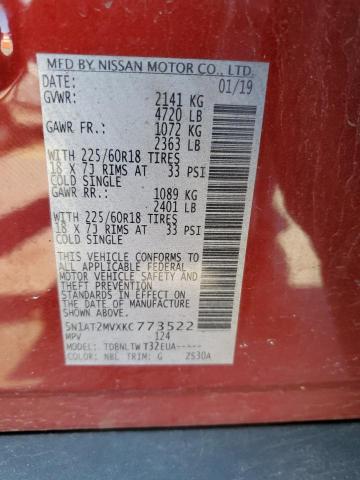 MFD BY NISSAN MOTOR CO., LTD.
DATE: 01/19
GVWR: 2141 KG
4720 LB
GAWR FR: 1072 KG
2363 LB
WITH 225/60R18 TIRES
18 X 7J RIMS AT 33 PSI
COLD SINGLE
GAWR RR: 1089 KG
2401 LB
WITH 225/60R18 TIRES
18 X 7J RIMS AT 33 PSI
COLD SINGLE
THIS VEHICLE CONFORMS TO
ALL APPLICABLE FEDERAL
MOTOR VEHICLE SAFETY AND
THEFT PREVENTION
STANDARDS IN EFFECT ON
THE DATE OF MANUFACTURE
SHOWN ABOVE.
5N1AT2MVXKC773522
MPV 124
MODEL: TDBNLTW T32EUA-----
COLOR: NBL TRIM: G ZS30A